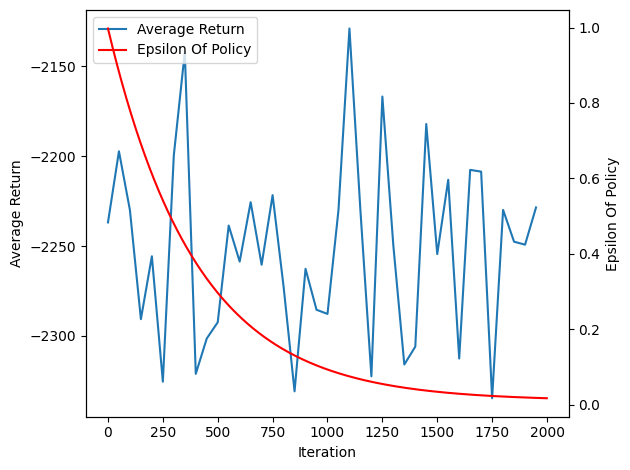 Average Return
Epsilon Of Policy
−2150
−2200
−2250
−2300
Average Return
1.0
0.8
0.6
0.4
0.2
0.0
Epsilon Of Policy
0 250 500 750 1000 1250 1500 1750 2000
Iteration